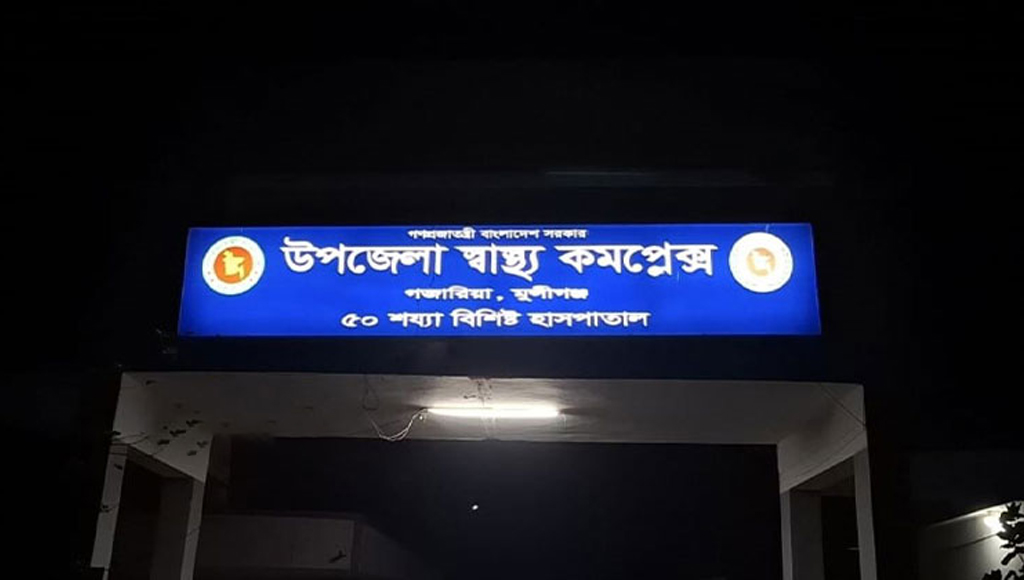 গণপ্রজাতন্ত্রী বাংলাদেশ সরকার
উপজেলা স্বাস্থ্য কমপ্লেক্স
গজারিয়া, মুন্সীগঞ্জ
৫০ শয্যা বিশিষ্ট হাসপাতাল